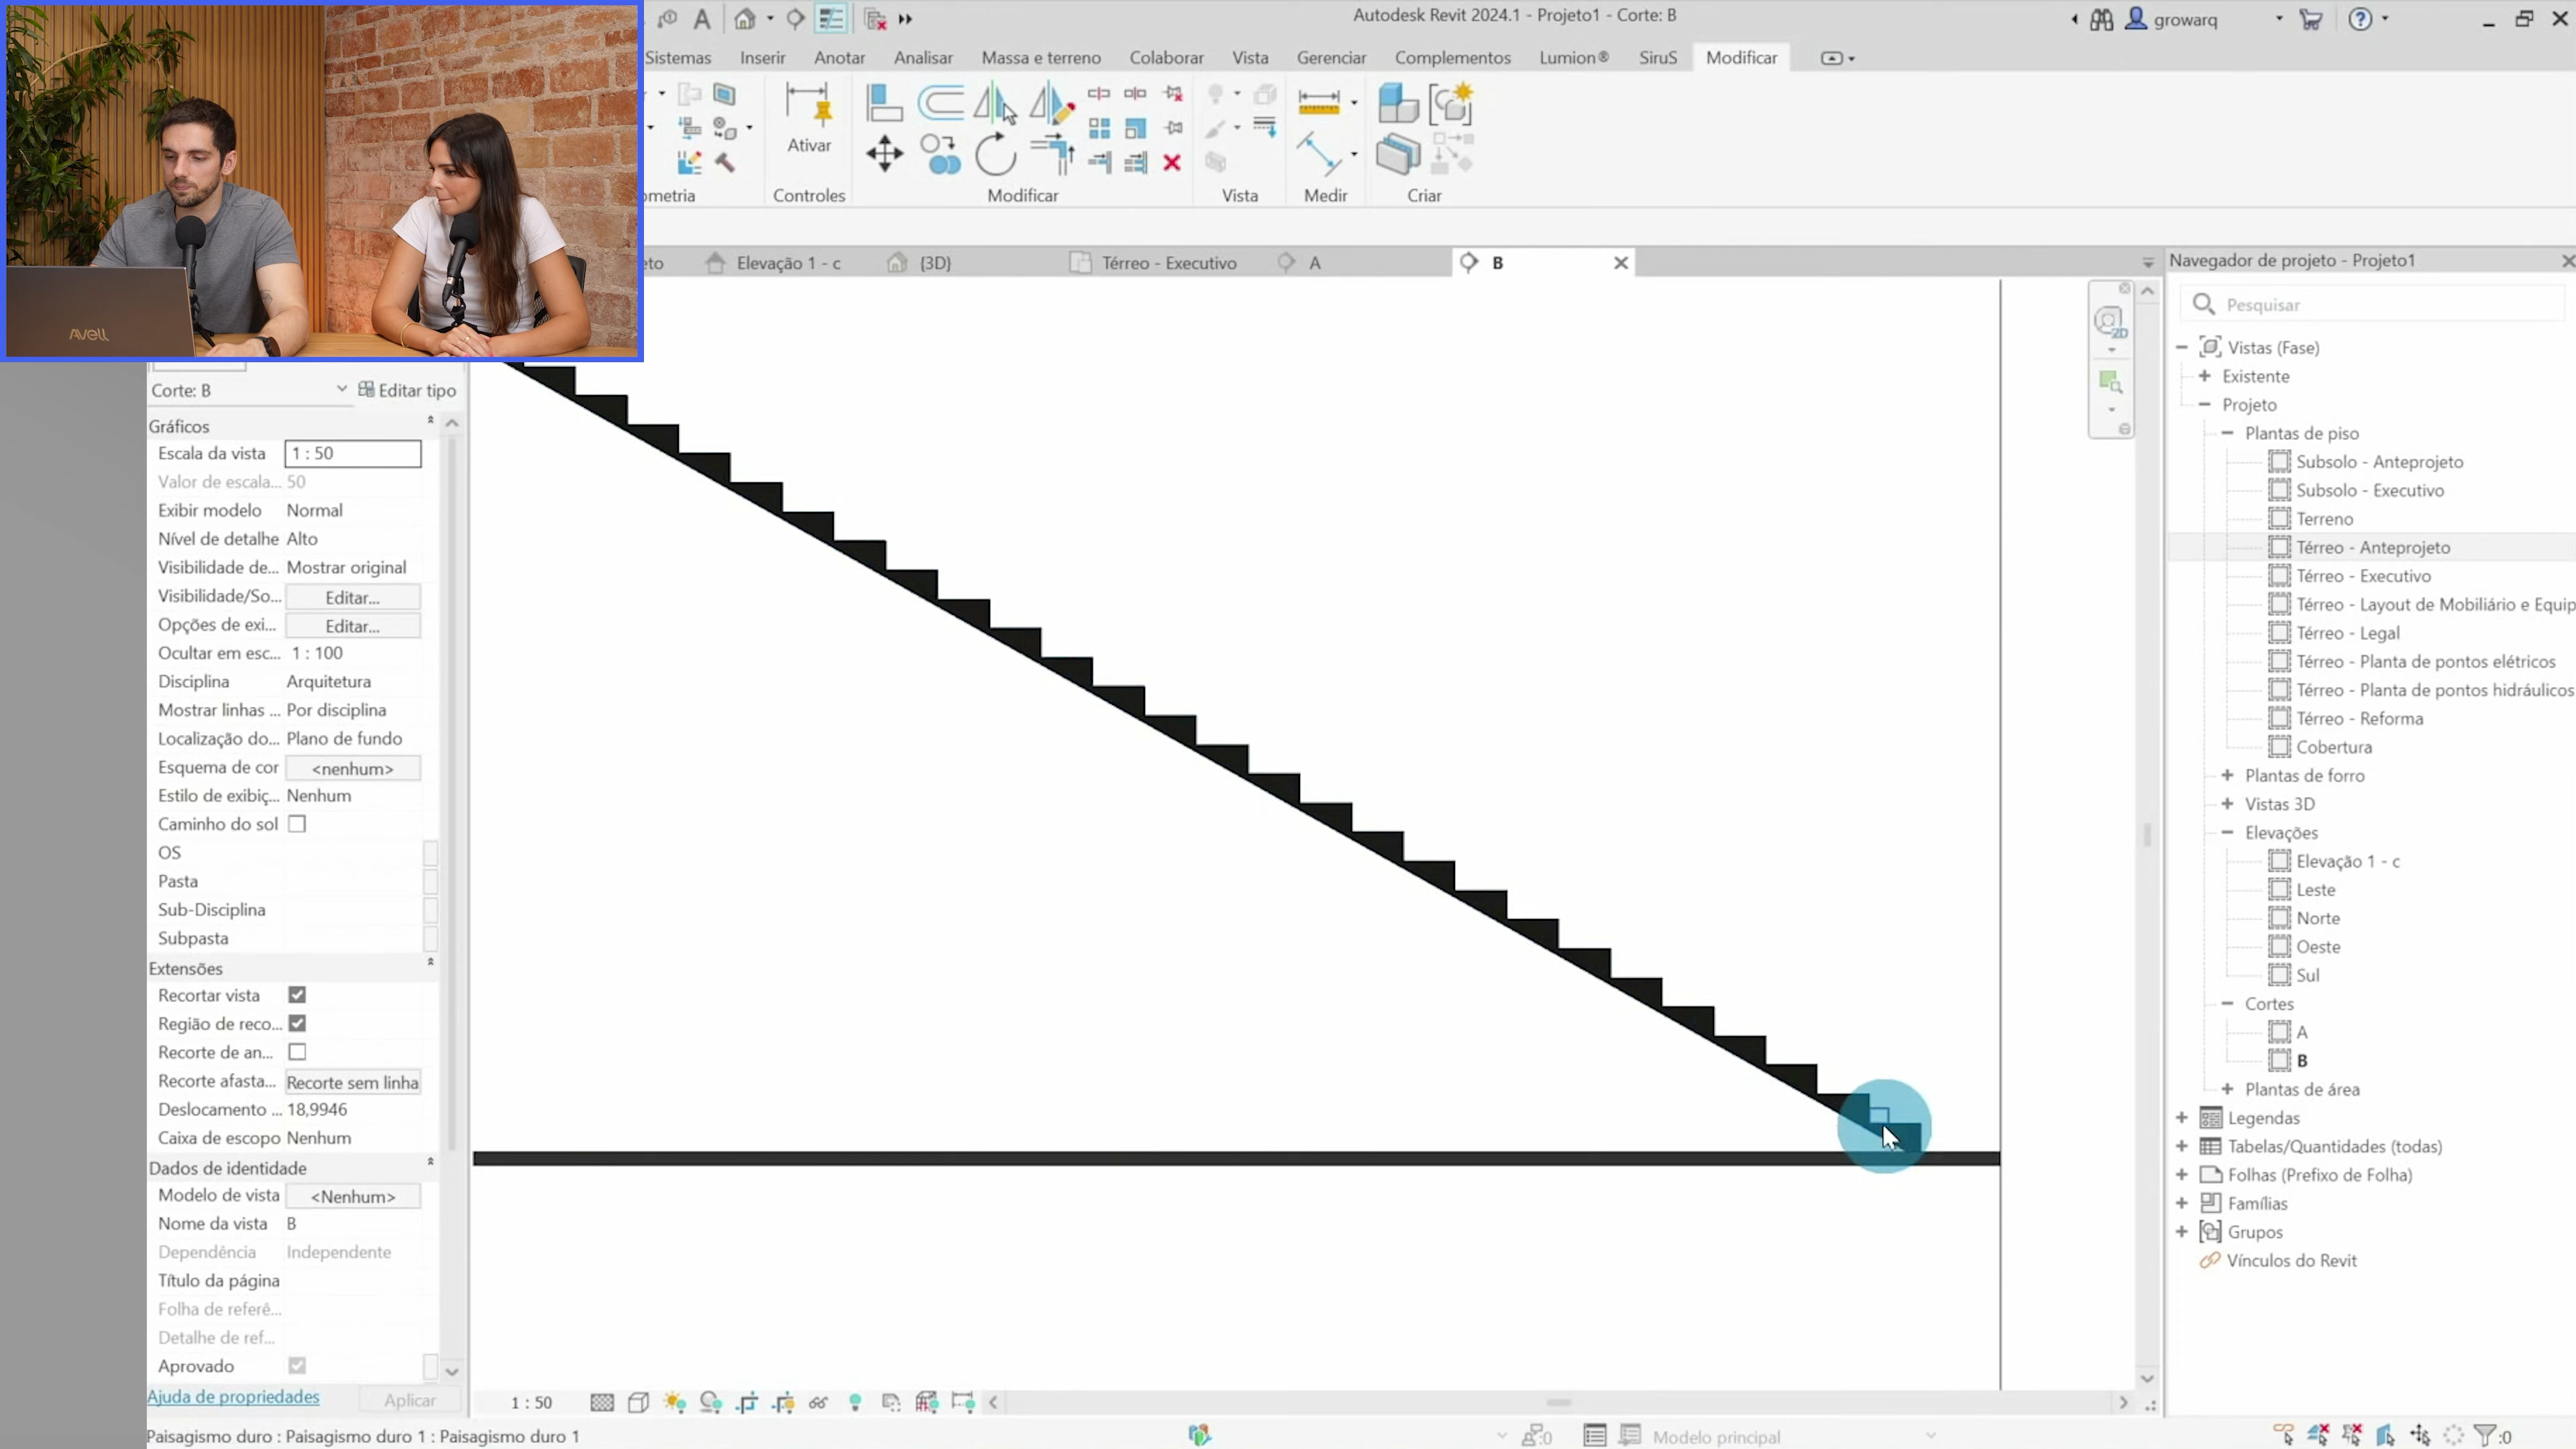 Autodesk Revit 2024.1 - Projeto1 - Corte: B
growarq
Sistemas
Inserir
Anotar
Analisar
Massa e terreno
Colaborar
Vista
Gerenciar
Complementos
Lumion®
SiruS
Modificar
Ativar
ometria
Controles
Modificar
Vista
Medir
Criar
eto
Elevação 1 - c
{3D}
Térreo - Executivo
A
B
Avell
2D
Corte: B
Editar tipo
Gráficos
Escala da vista 1 : 50
Valor de escala... 50
Exibir modelo Normal
Nível de detalhe Alto
Visibilidade de... Mostrar original
Visibilidade/So... Editar...
Opções de exi... Editar...
Ocultar em esc... 1 : 100
Disciplina Arquitetura
Mostrar linhas ... Por disciplina
Localização do... Plano de fundo
Esquema de cor <nenhum>
Estilo de exibiç... Nenhum
Caminho do sol
OS
Pasta
Sub-Disciplina
Subpasta
Extensões
Recortar vista
Região de reco...
Recorte de an...
Recorte afasta... Recorte sem linha
Deslocamento ... 18,9946
Caixa de escopo Nenhum
Dados de identidade
Modelo de vista <Nenhum>
Nome da vista B
Dependência Independente
Título da página
Folha de referê...
Detalhe de ref...
Aprovado
Ajuda de propriedades
Aplicar
1 : 50
Paisagismo duro : Paisagismo duro 1 : Paisagismo duro 1
:0
Modelo principal
:0
Navegador de projeto - Projeto1
Pesquisar
Vistas (Fase)
Existente
Projeto
Plantas de piso
Subsolo - Anteprojeto
Subsolo - Executivo
Terreno
Térreo - Anteprojeto
Térreo - Executivo
Térreo - Layout de Mobiliário e Equip
Térreo - Legal
Térreo - Planta de pontos elétricos
Térreo - Planta de pontos hidráulicos
Térreo - Reforma
Cobertura
Plantas de forro
Vistas 3D
Elevações
Elevação 1 - c
Leste
Norte
Oeste
Sul
Cortes
A
B
Plantas de área
Legendas
Tabelas/Quantidades (todas)
Folhas (Prefixo de Folha)
Famílias
Grupos
Vínculos do Revit